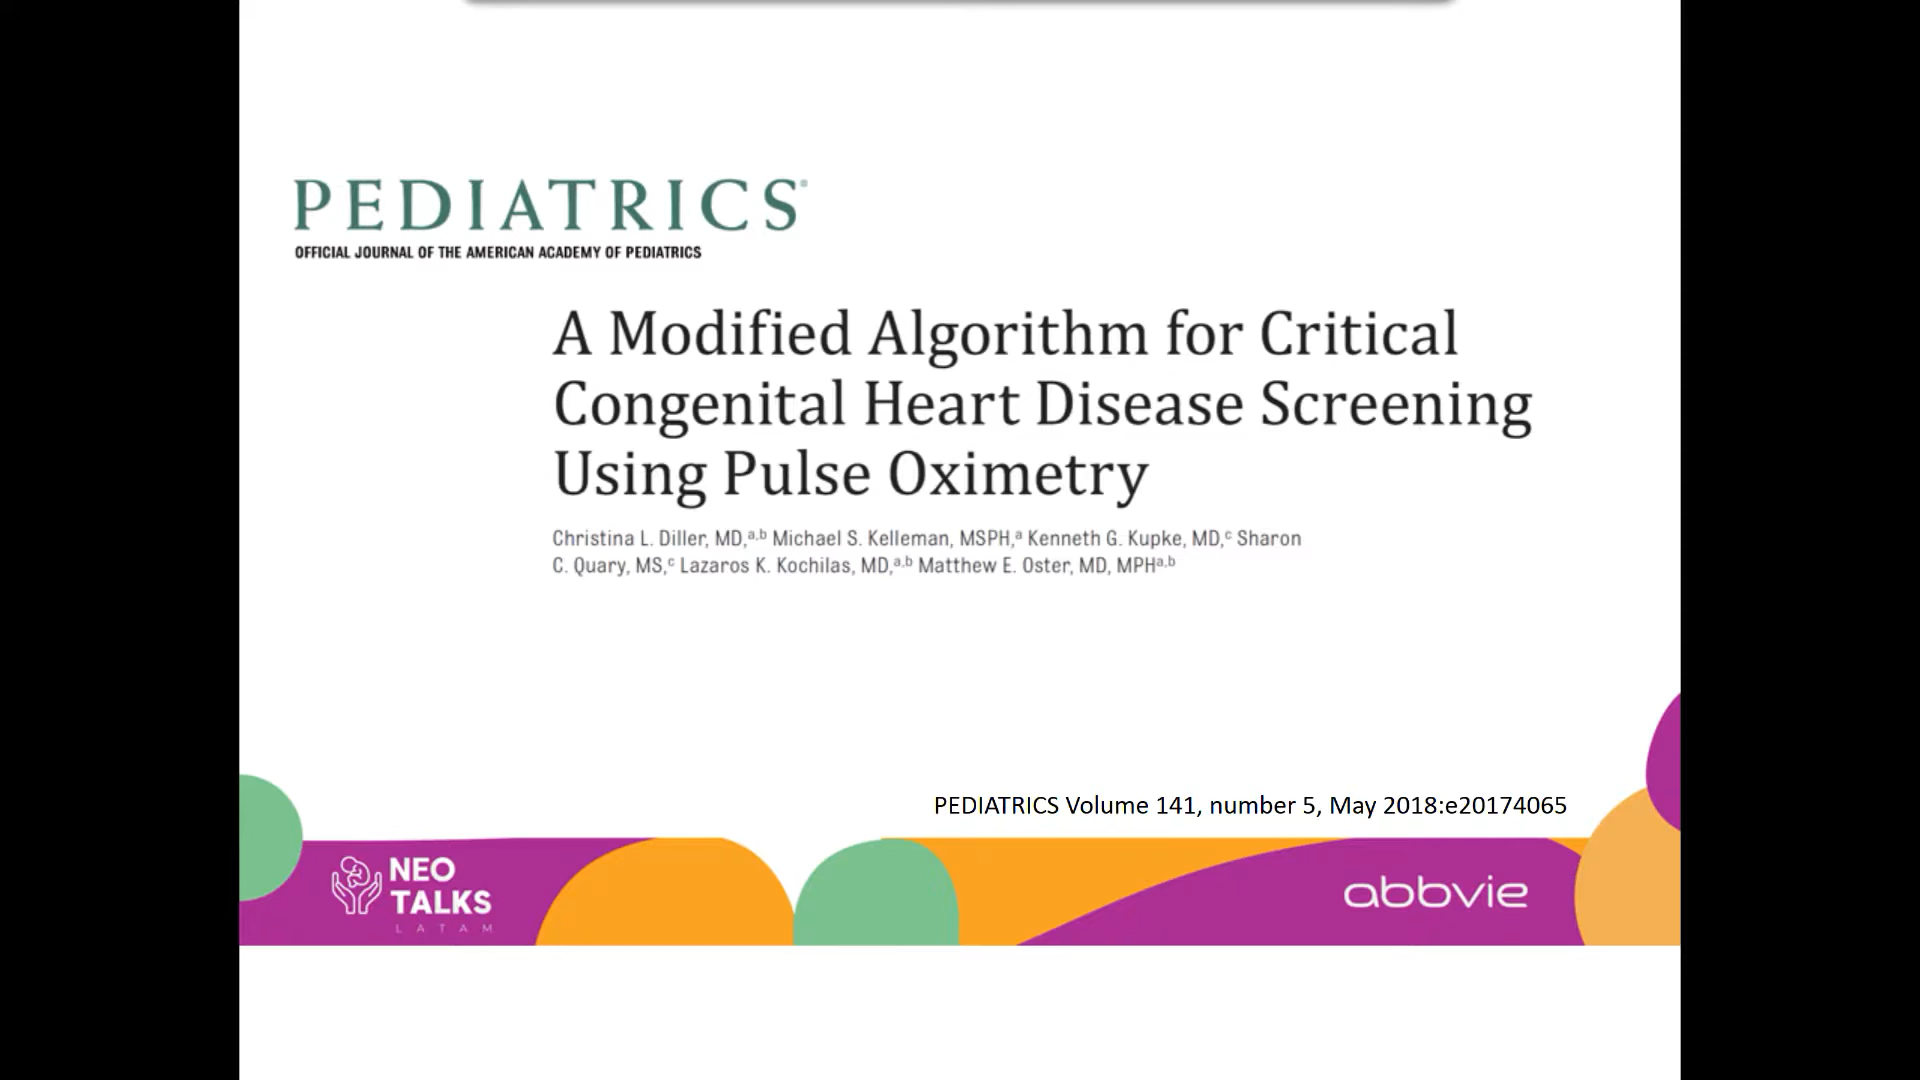 PEDIATRICS®
OFFICIAL JOURNAL OF THE AMERICAN ACADEMY OF PEDIATRICS
A Modified Algorithm for Critical
Congenital Heart Disease Screening
Using Pulse Oximetry
Christina L. Diller, MD,a,b Michael S. Kelleman, MSPH,a Kenneth G. Kupke, MD,c Sharon
C. Quary, MS,c Lazaros K. Kochilas, MD,a,b Matthew E. Oster, MD, MPHa,b
PEDIATRICS Volume 141, number 5, May 2018:e20174065
NEO
TALKS
LATAM
abbvie